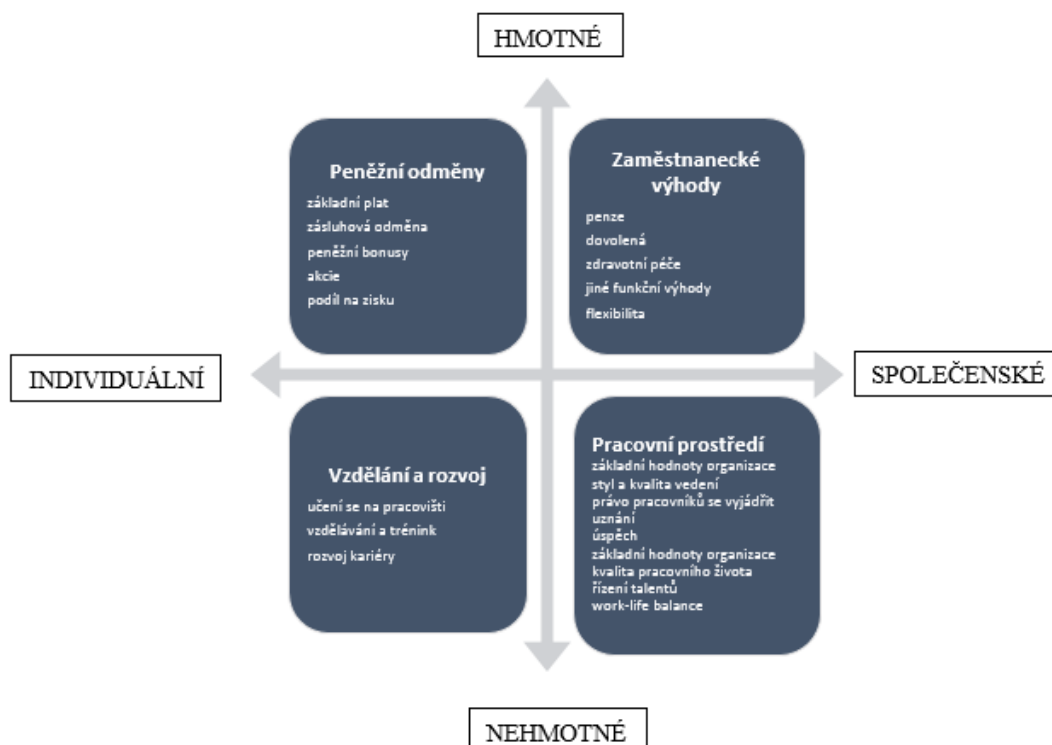 HMOTNÉ
Peněžní odměny
základní plat
zásluhová odměna
peněžní bonusy
akcie
podíl na zisku
Zaměstnanecké
výhody
penze
dovolená
zdravotní péče
jiné funkční výhody
flexibilita
INDIVIDUÁLNÍ
SPOLEČENSKÉ
Vzdělání a rozvoj
učení se na pracovišti
vzdělávání a trénink
rozvoj kariéry
Pracovní prostředí
základní hodnoty organizace
styl a kvalita vedení
právo pracovníků se vyjádřit
uznání
úspěch
základní hodnoty organizace
kvalita pracovního života
řízení talentů
work-life balance
NEHMOTNÉ